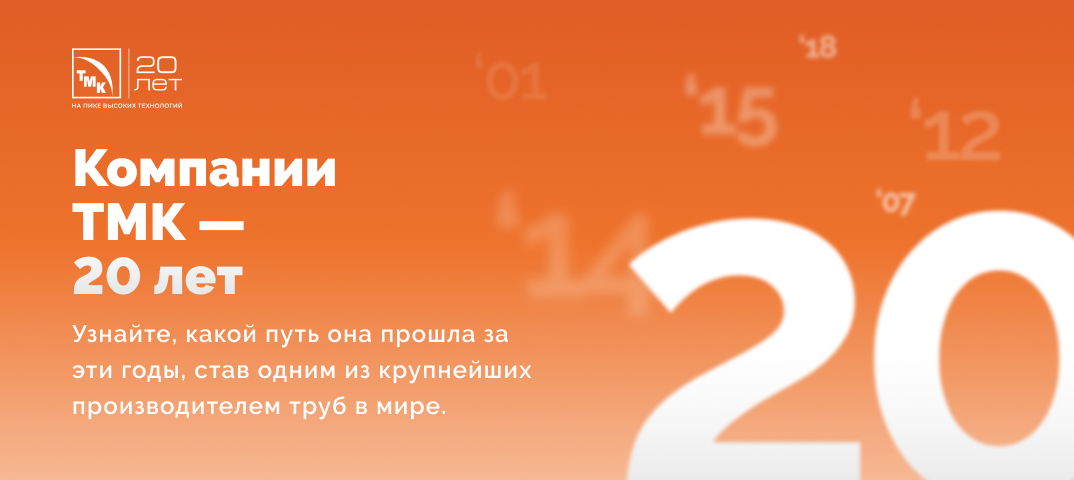 ТМК
20
лет
НА ПИКЕ ВЫСОКИХ ТЕХНОЛОГИЙ
‘01
‘18
‘15
‘12
‘07
‘14
20
Компании
ТМК —
20 лет
Узнайте, какой путь она прошла за
эти годы, став одним из крупнейших
производителем труб в мире.